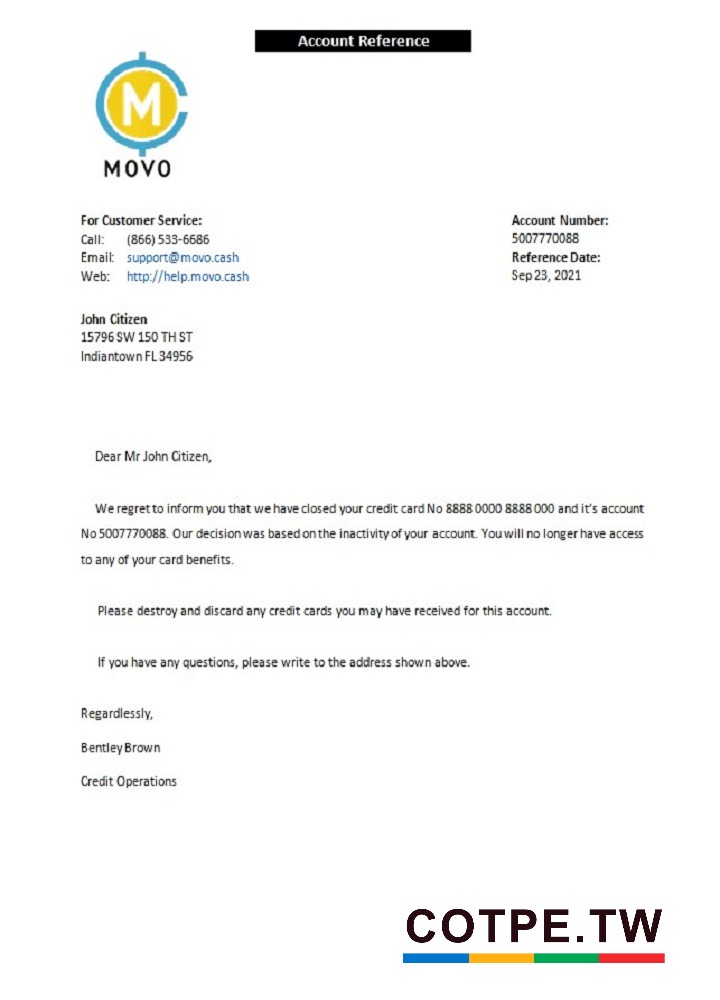 Account Reference
M
MOVO
For Customer Service:
Call: (866) 533-6686
Email: support@movo.cash
Web: http://help.movo.cash
Account Number:
5007770088
Reference Date:
Sep 23, 2021
John Citizen
15796 SW 150 TH ST
Indiantown FL 34956
Dear Mr John Citizen,
We regret to inform you that we have closed your credit card No 8888 0000 8888 000 and it's account
No 5007770088. Our decision was based on the inactivity of your account. You will no longer have access
to any of your card benefits.
Please destroy and discard any credit cards you may have received for this account.
If you have any questions, please write to the address shown above.
Regardlessly,
Bentley Brown
Credit Operations
COTPE.TW